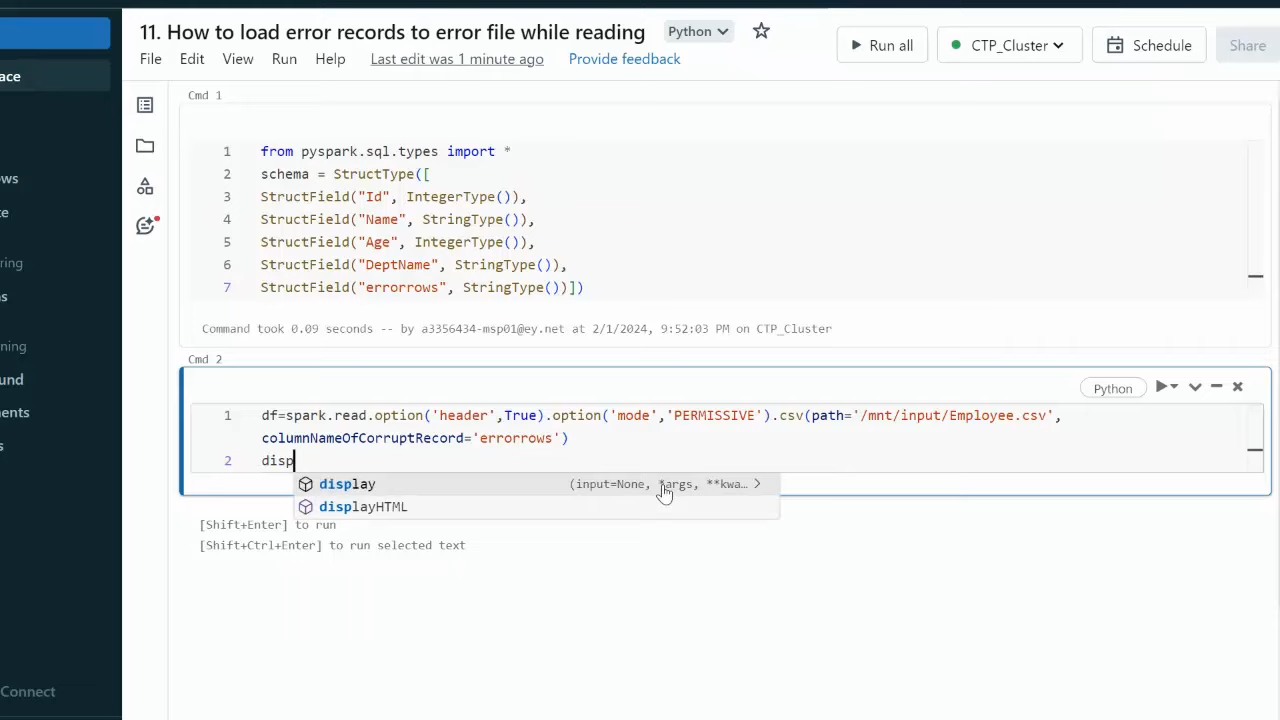 11. How to load error records to error file while reading
Python
Run all
CTP_Cluster
Schedule
Share
File Edit View Run Help Last edit was 1 minute ago Provide feedback
ace
ows
te
ering
ns
rning
ound
ments
s
Connect
Cmd 1
1 from pyspark.sql.types import *
2 schema = StructType([
3 StructField("Id", IntegerType()),
4 StructField("Name", StringType()),
5 StructField("Age", IntegerType()),
6 StructField("DeptName", StringType()),
7 StructField("errorrows", StringType())])
Command took 0.09 seconds -- by a3356434-msp01@ey.net at 2/1/2024, 9:52:03 PM on CTP_Cluster
Cmd 2
Python
1 df=spark.read.option('header',True).option('mode','PERMISSIVE').csv(path='/mnt/input/Employee.csv',
columnNameOfCorruptRecord='errorrows')
2 disp
display (input=None, *args, **kwa…
displayHTML
[Shift+Enter] to run
[Shift+Ctrl+Enter] to run selected text